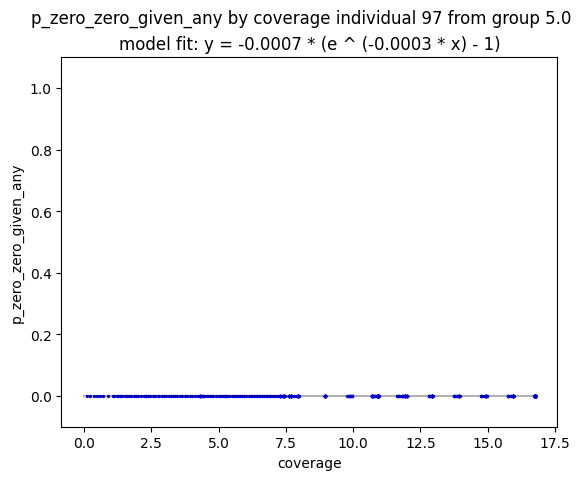 p_zero_zero_given_any by coverage individual 97 from group 5.0
model fit: y = -0.0007 * (e ^ (-0.0003 * x) - 1)
1.0
0.8
0.6
0.4
0.2
0.0
p_zero_zero_given_any
0.0 2.5 5.0 7.5 10.0 12.5 15.0 17.5
coverage